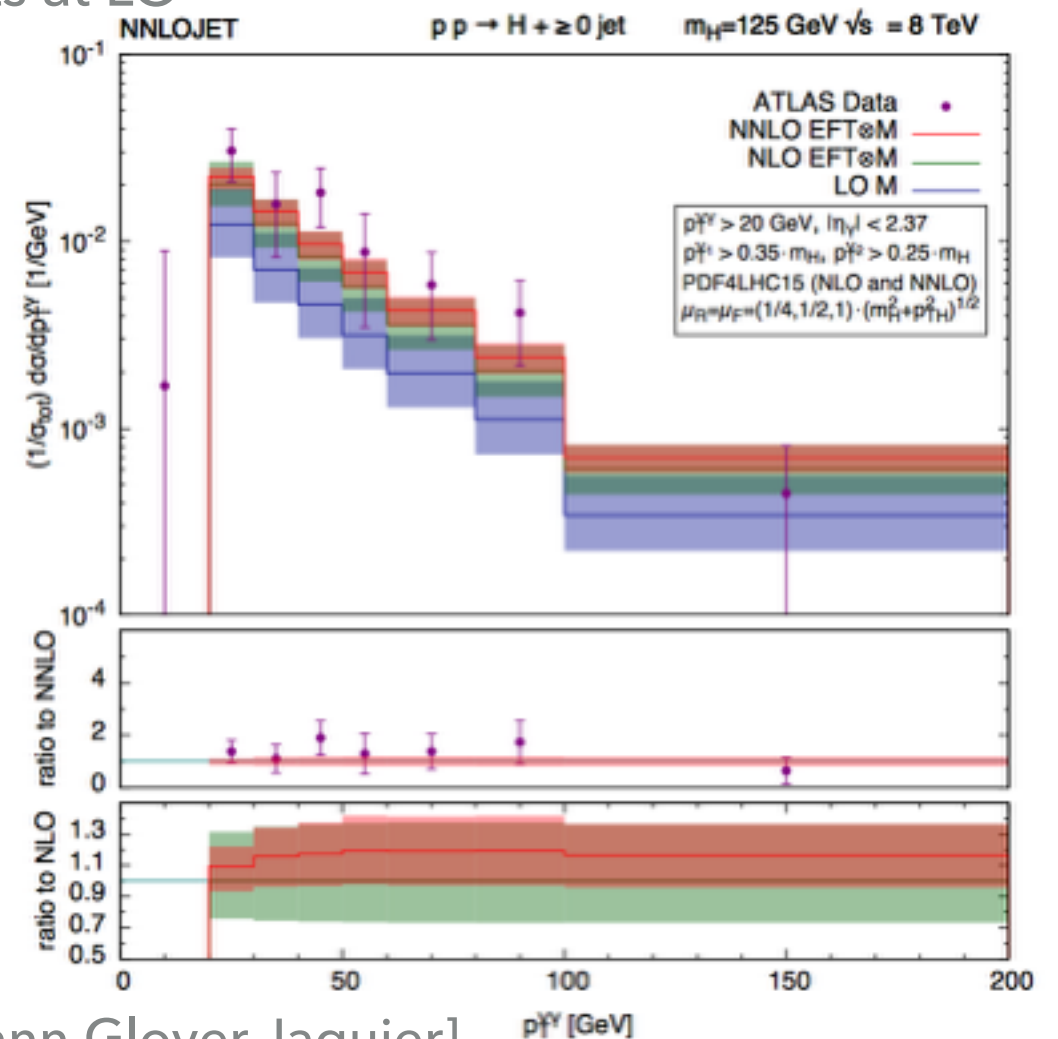 s at LO
NNLOJET p p → H + ≥ 0 jet m_H=125 GeV √s = 8 TeV
10^-1
10^-2
10^-3
10^-4
(1/σ_tot) dσ/dp_T^γγ [1/GeV]
ATLAS Data
NNLO EFT⊗M
NLO EFT⊗M
LO M
p_T^γγ > 20 GeV, |η_γ| < 2.37
p_T^γ1 > 0.35·m_H, p_T^γ2 > 0.25·m_H
PDF4LHC15 (NLO and NNLO)
μ_R=μ_F=(1/4,1/2,1)·(m_H^2+p_TH^2)^1/2
ratio to NNLO
4
2
0
ratio to NLO
1.3
1.1
0.9
0.7
0.5
0 50 100 150 200
p_T^γγ [GeV]
Glover, Jaquier]